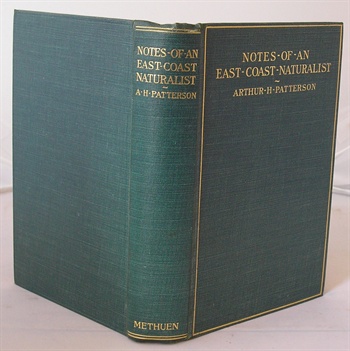 NOTES-OF-AN
EAST-COAST
NATURALIST
~
A·H·PATTERSON
METHUEN
NOTES-OF-AN
EAST-COAST-NATURALIST
~
ARTHUR·H·PATTERSON